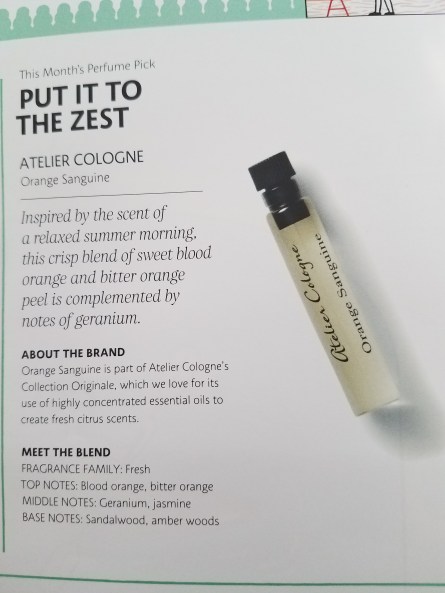 This Month's Perfume Pick
PUT IT TO
THE ZEST
ATELIER COLOGNE
Orange Sanguine
Inspired by the scent of
a relaxed summer morning,
this crisp blend of sweet blood
orange and bitter orange
peel is complemented by
notes of geranium.
ABOUT THE BRAND
Orange Sanguine is part of Atelier Cologne's
Collection Originale, which we love for its
use of highly concentrated essential oils to
create fresh citrus scents.
MEET THE BLEND
FRAGRANCE FAMILY: Fresh
TOP NOTES: Blood orange, bitter orange
MIDDLE NOTES: Geranium, jasmine
BASE NOTES: Sandalwood, amber woods
Atelier Cologne
Orange Sanguine